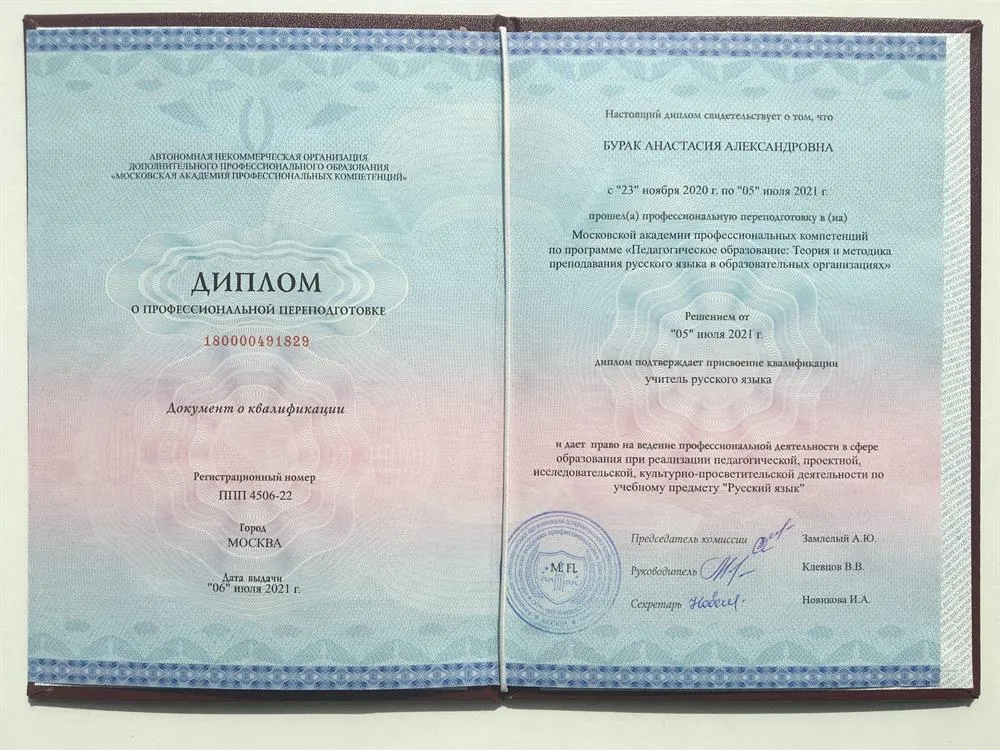 АВТОНОМНАЯ НЕКОММЕРЧЕСКАЯ ОРГАНИЗАЦИЯ
ДОПОЛНИТЕЛЬНОГО ПРОФЕССИОНАЛЬНОГО ОБРАЗОВАНИЯ
«МОСКОВСКАЯ АКАДЕМИЯ ПРОФЕССИОНАЛЬНЫХ КОМПЕТЕНЦИЙ»
ДИПЛОМ
О ПРОФЕССИОНАЛЬНОЙ ПЕРЕПОДГОТОВКЕ
180000491829
Документ о квалификации
Регистрационный номер
ППП 4506-22
Город
МОСКВА
Дата выдачи
"06" июля 2021 г.
Настоящий диплом свидетельствует о том, что
БУРАК АНАСТАСИЯ АЛЕКСАНДРОВНА
с "23" ноября 2020 г. по "05" июля 2021 г.
прошел(а) профессиональную переподготовку в (на)
Московской академии профессиональных компетенций
по программе «Педагогическое образование: Теория и методика
преподавания русского языка в образовательных организациях»
Решением от
"05" июля 2021 г.
диплом подтверждает присвоение квалификации
учитель русского языка
и дает право на ведение профессиональной деятельности в сфере
образования при реализации педагогической, проектной,
исследовательской, культурно-просветительской деятельности по
учебному предмету "Русский язык"
М.П.
Председатель комиссии Замлелый А.Ю.
Руководитель Клевцов В.В.
Секретарь Новикова И.А.